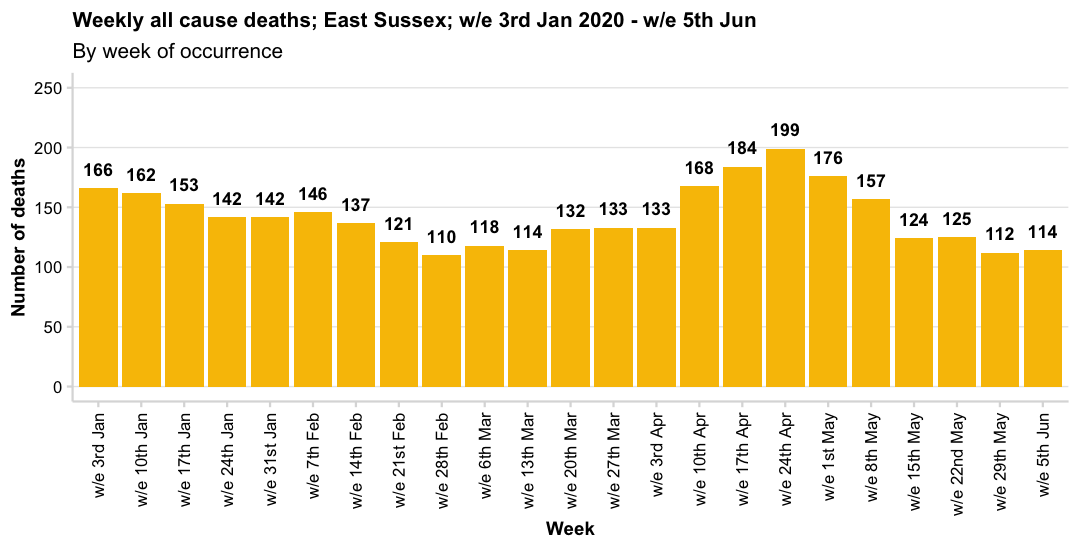 Weekly all cause deaths; East Sussex; w/e 3rd Jan 2020 - w/e 5th Jun
By week of occurrence
Number of deaths
250
200
150
100
50
0
166
162
153
142
142
146
137
121
110
118
114
132
133
133
168
184
199
176
157
124
125
112
114
w/e 3rd Jan
w/e 10th Jan
w/e 17th Jan
w/e 24th Jan
w/e 31st Jan
w/e 7th Feb
w/e 14th Feb
w/e 21st Feb
w/e 28th Feb
w/e 6th Mar
w/e 13th Mar
w/e 20th Mar
w/e 27th Mar
w/e 3rd Apr
w/e 10th Apr
w/e 17th Apr
w/e 24th Apr
w/e 1st May
w/e 8th May
w/e 15th May
w/e 22nd May
w/e 29th May
w/e 5th Jun
Week